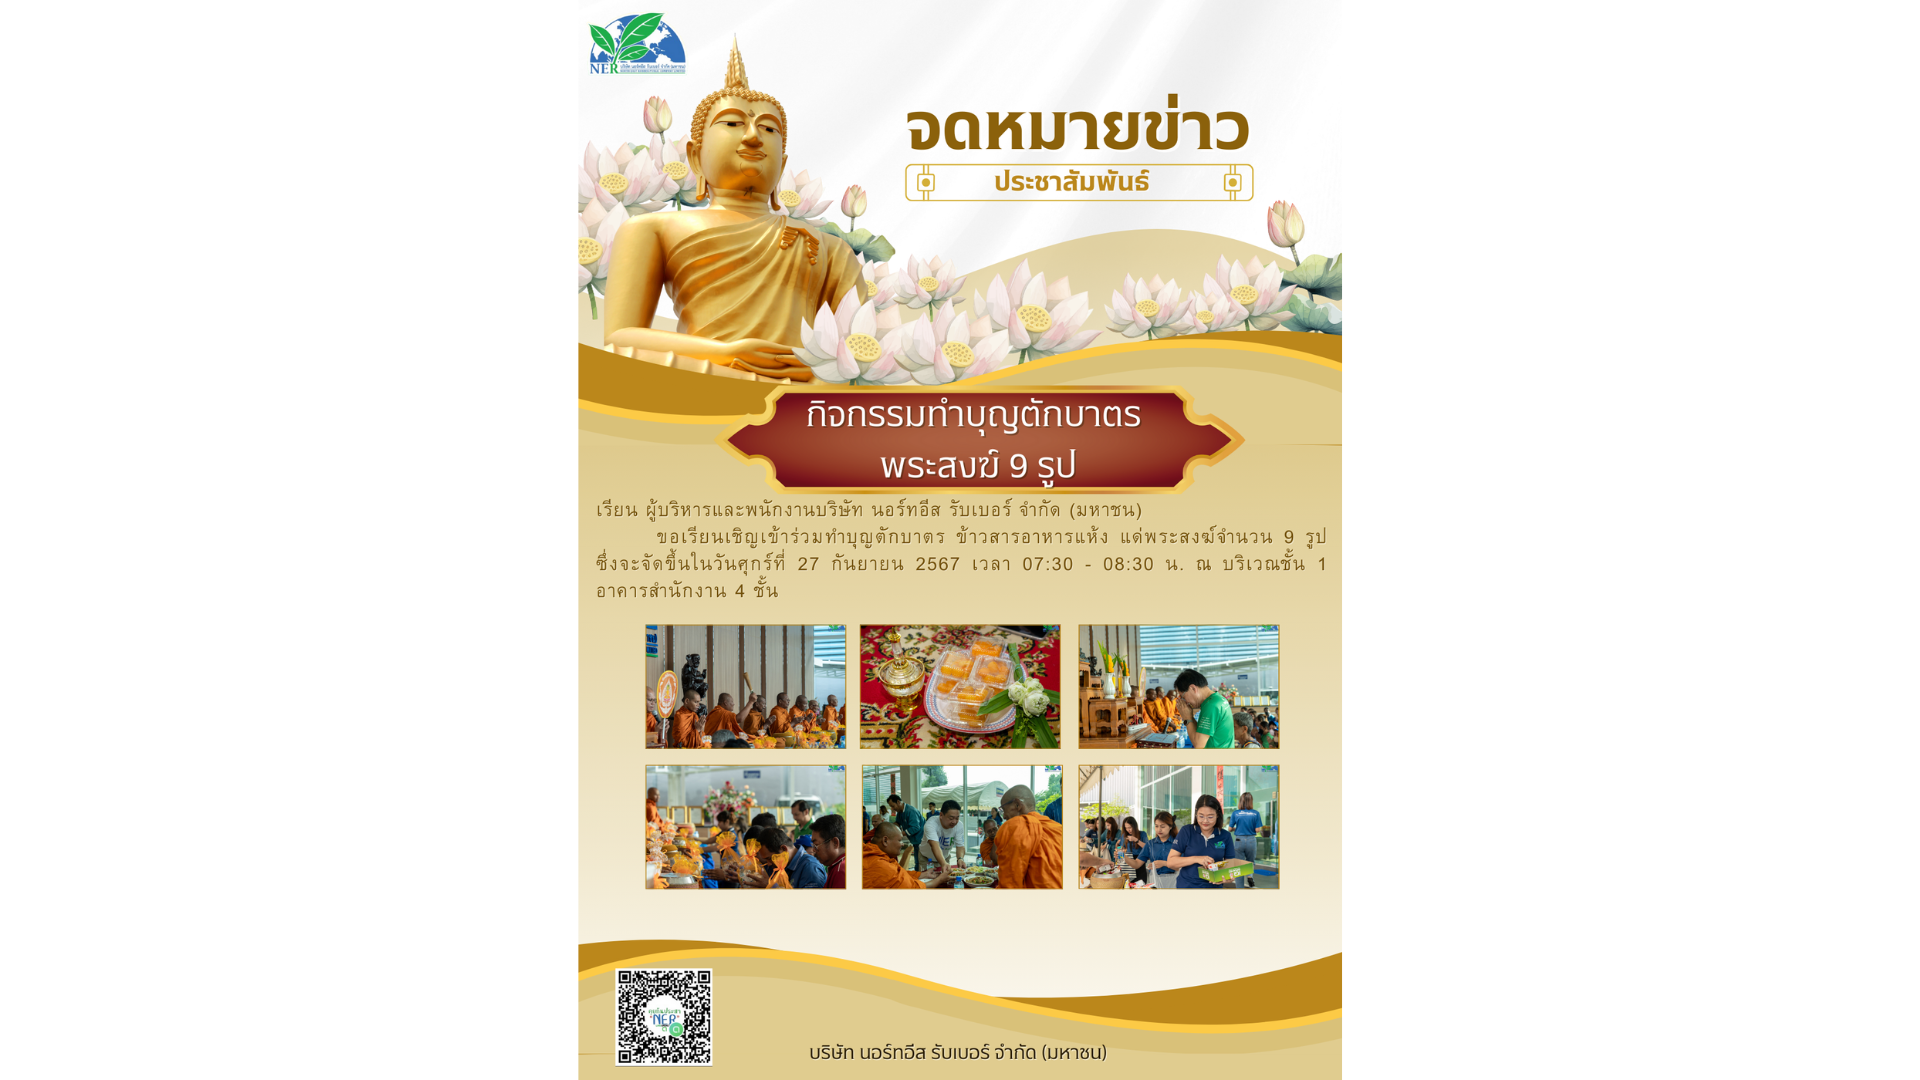 NER
จดหมายข่าว
ประชาสัมพันธ์
กิจกรรมทำบุญตักบาตร
พระสงฆ์ 9 รูป
เรียน ผู้บริหารและพนักงานบริษัท นอร์ทอีส รับเบอร์ จำกัด (มหาชน)
ขอเรียนเชิญเข้าร่วมทำบุญตักบาตร ข้าวสารอาหารแห้ง แด่พระสงฆ์จำนวน 9 รูป
ซึ่งจะจัดขึ้นในวันศุกร์ที่ 27 กันยายน 2567 เวลา 07:30 - 08:30 น. ณ บริเวณชั้น 1
อาคารสำนักงาน 4 ชั้น
NER
บริษัท นอร์ทอีส รับเบอร์ จำกัด (มหาชน)